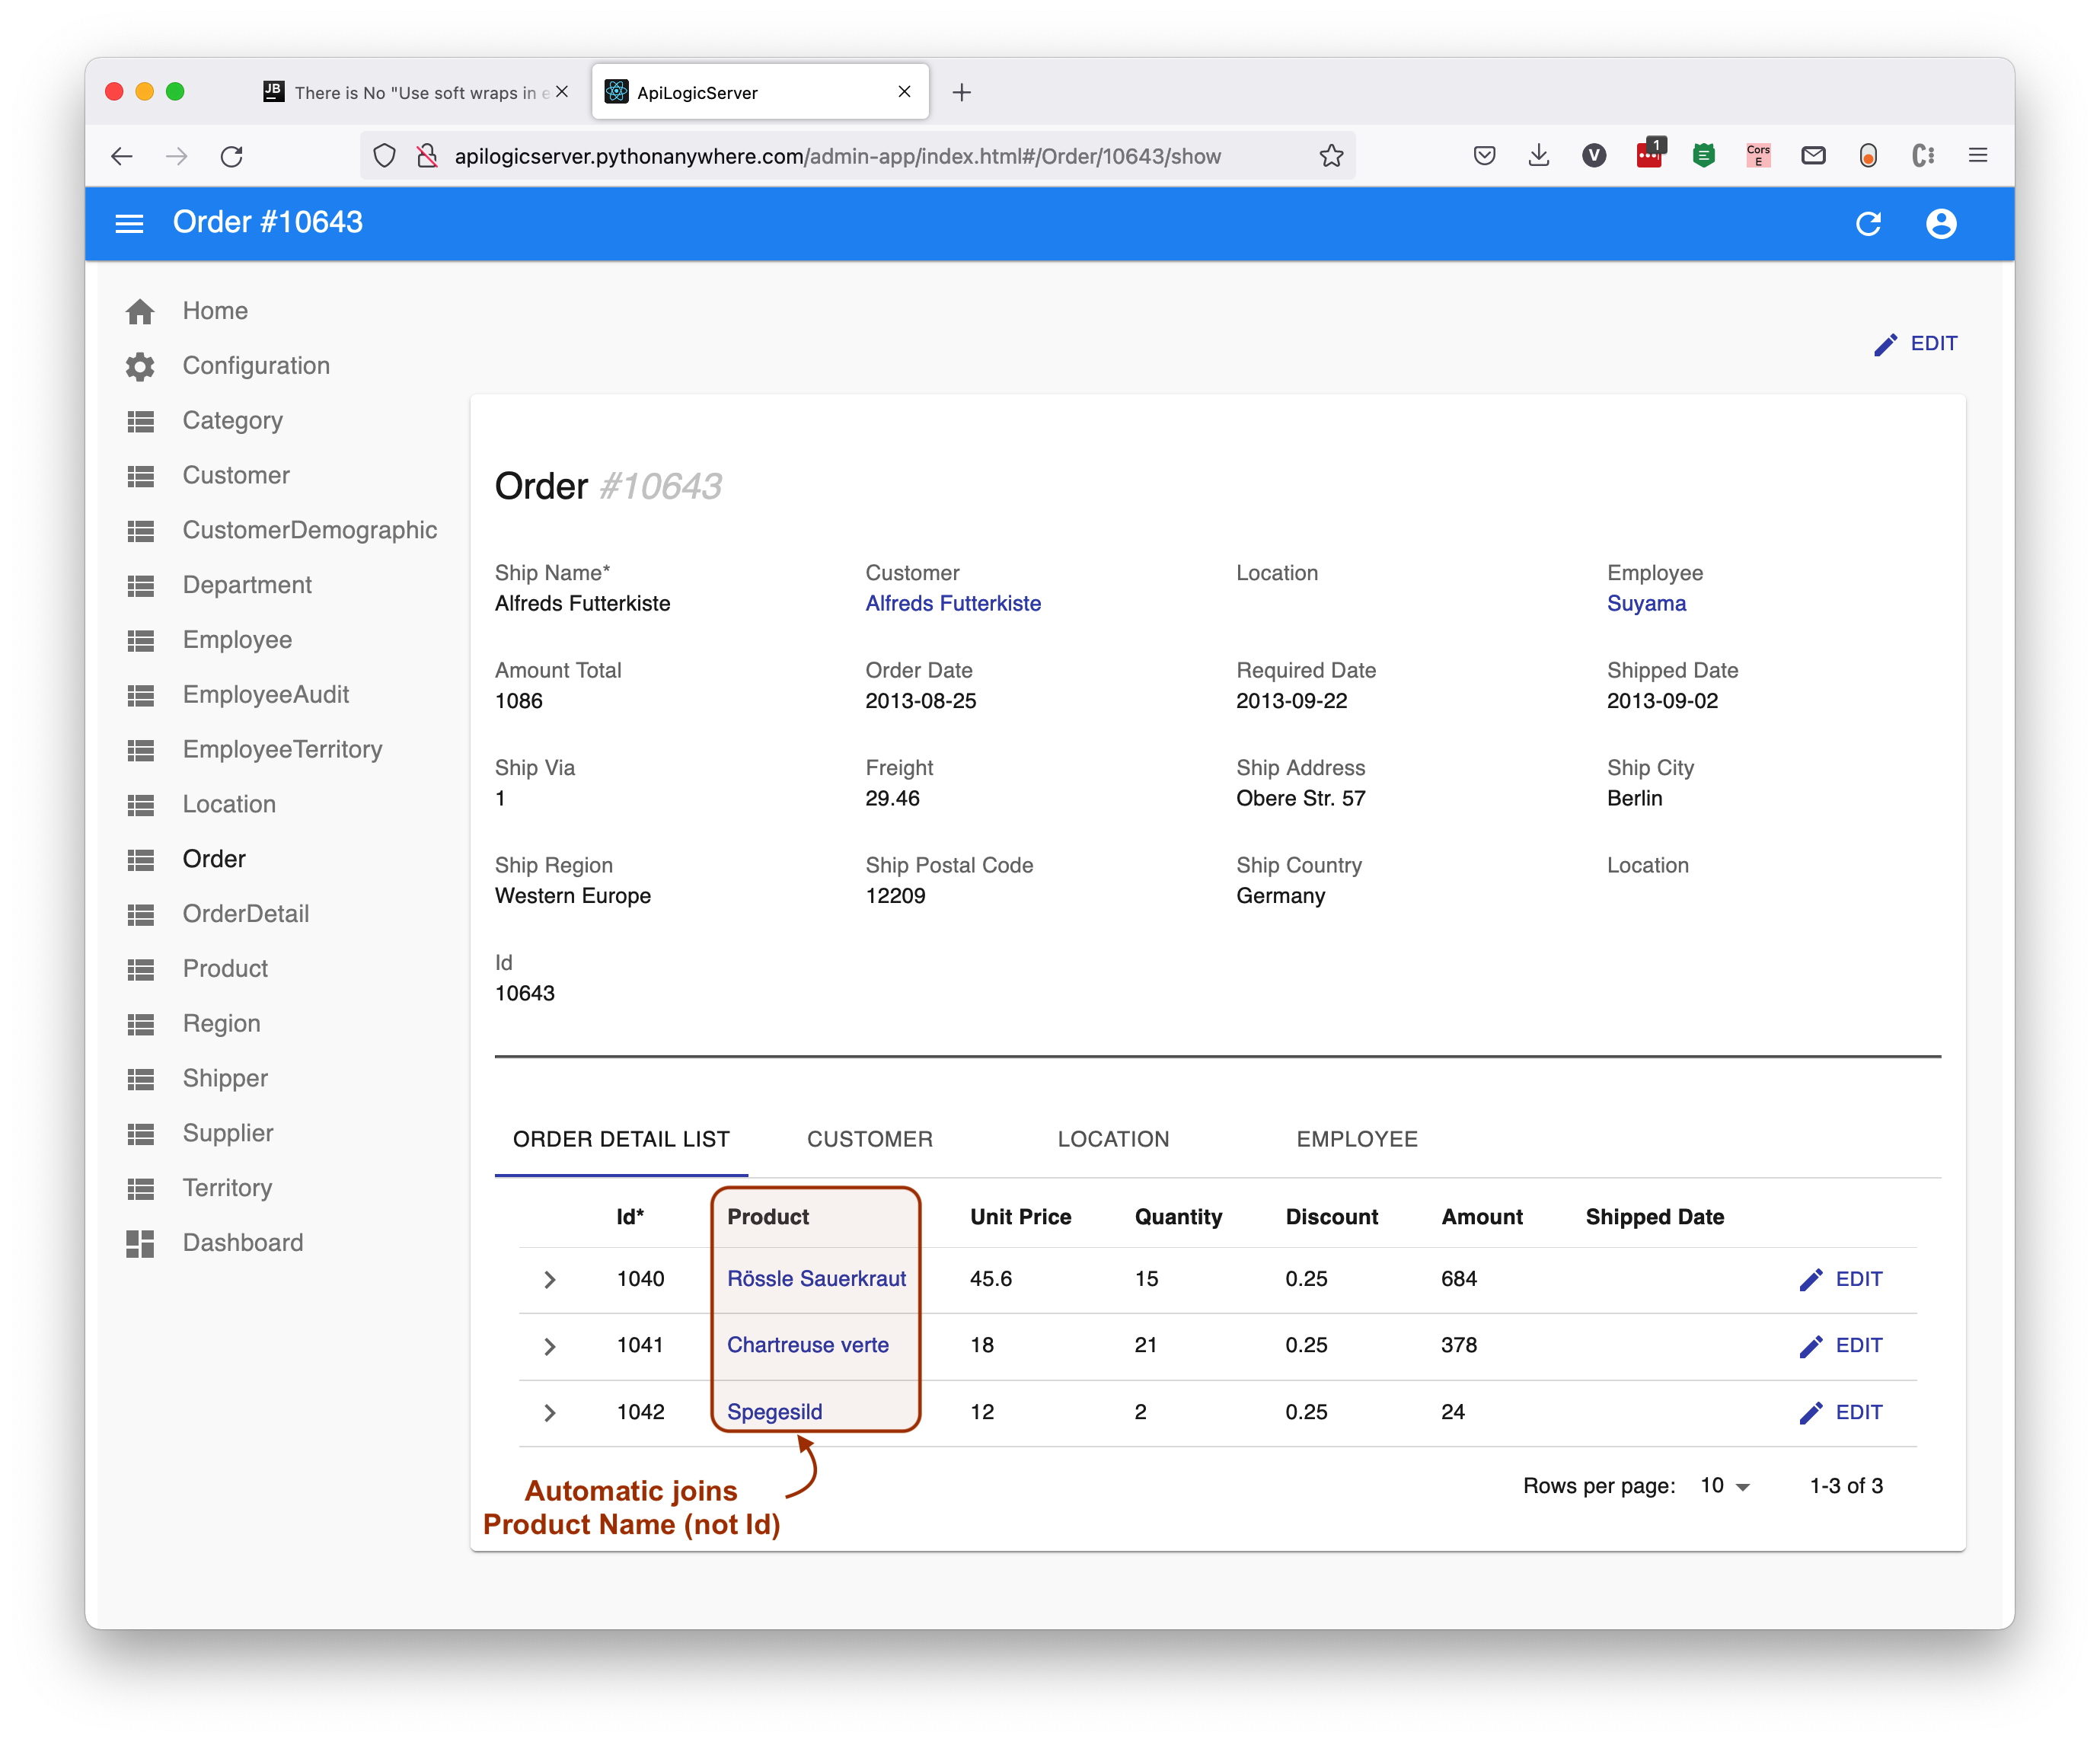 There is No "Use soft wraps in e
ApiLogicServer
apilogicserver.pythonanywhere.com/admin-app/index.html#/Order/10643/show
1
Cors
E
Order #10643
Home
Configuration
Category
Customer
CustomerDemographic
Department
Employee
EmployeeAudit
EmployeeTerritory
Location
Order
OrderDetail
Product
Region
Shipper
Supplier
Territory
Dashboard
EDIT
Order #10643
Ship Name* Customer Location Employee
Alfreds Futterkiste Alfreds Futterkiste Suyama
Amount Total Order Date Required Date Shipped Date
1086 2013-08-25 2013-09-22 2013-09-02
Ship Via Freight Ship Address Ship City
1 29.46 Obere Str. 57 Berlin
Ship Region Ship Postal Code Ship Country Location
Western Europe 12209 Germany
Id
10643
ORDER DETAIL LIST CUSTOMER LOCATION EMPLOYEE
Id* Product Unit Price Quantity Discount Amount Shipped Date
1040 Rössle Sauerkraut 45.6 15 0.25 684 EDIT
1041 Chartreuse verte 18 21 0.25 378 EDIT
1042 Spegesild 12 2 0.25 24 EDIT
Automatic joins
Product Name (not Id)
Rows per page: 10 1-3 of 3